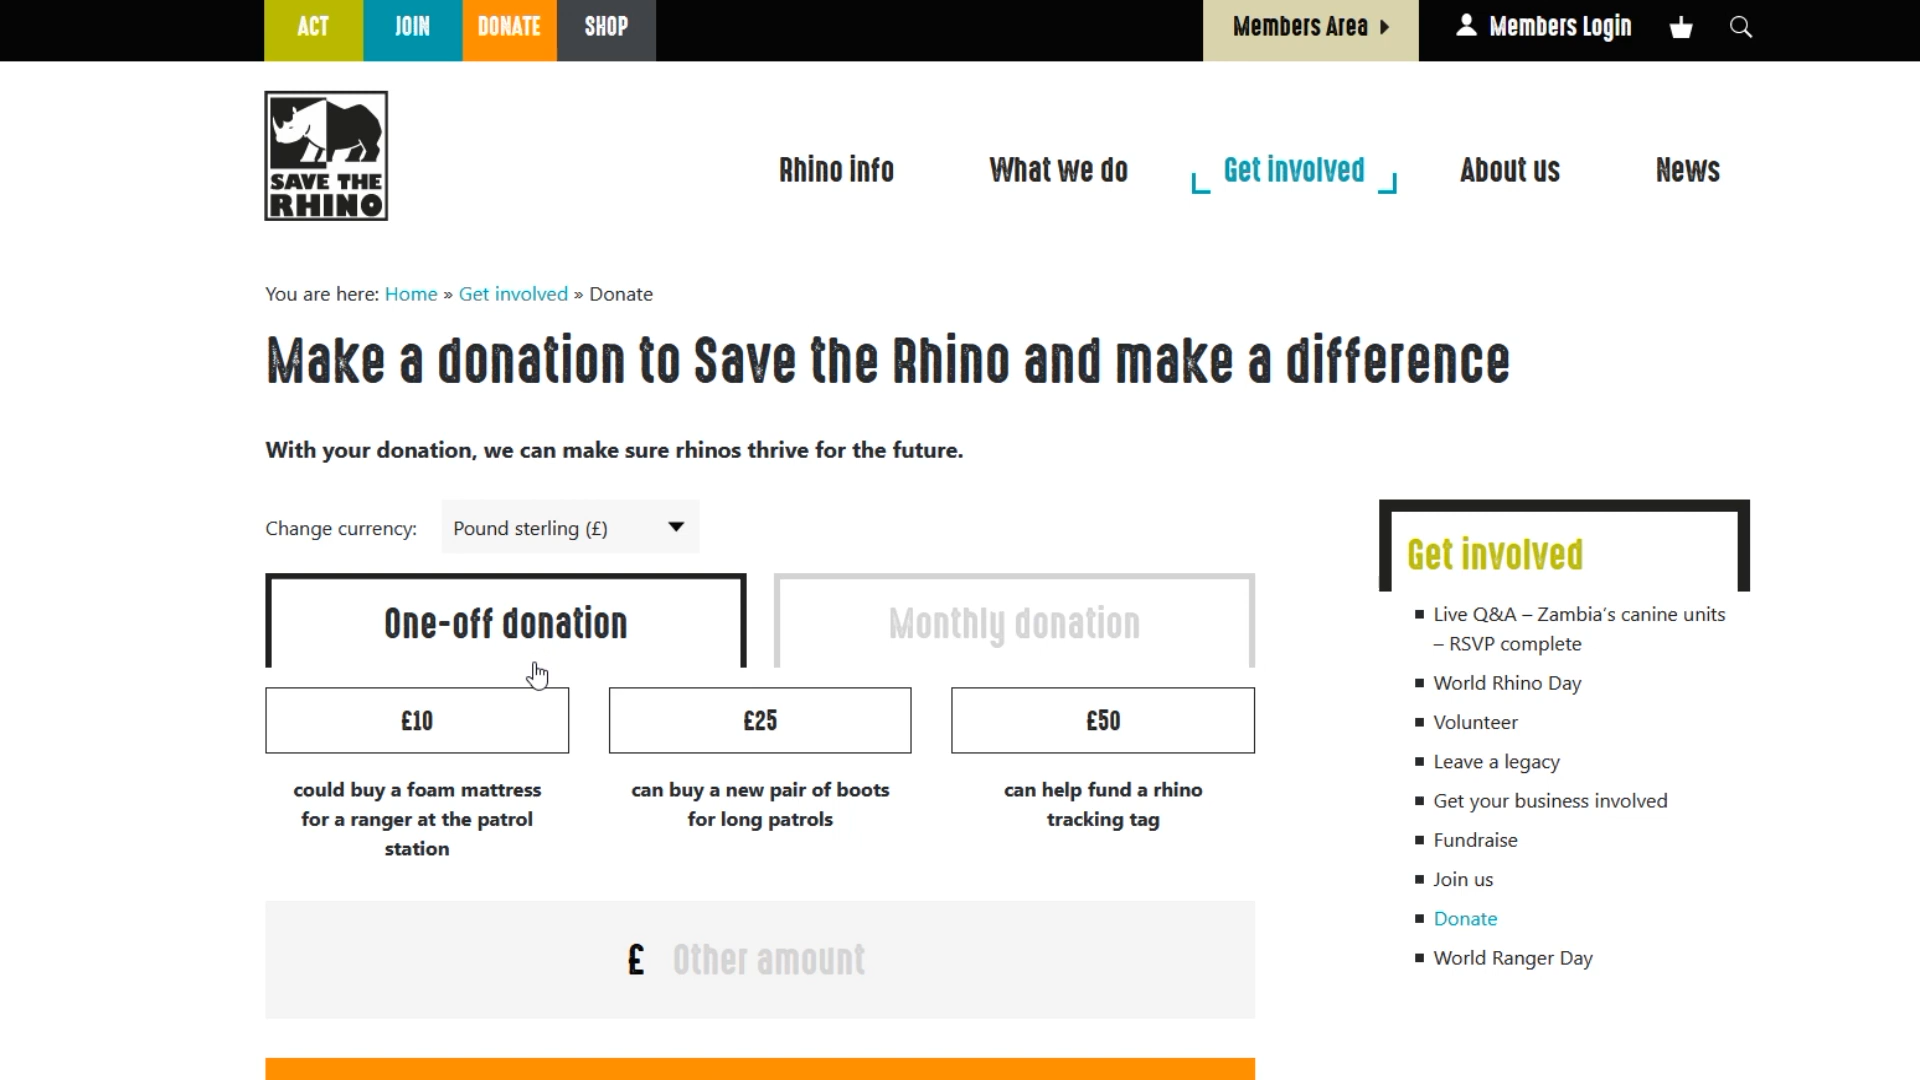 ACT JOIN DONATE SHOP Members Area Members Login
SAVE THE
RHINO
Rhino info What we do Get involved About us News
You are here: Home » Get involved » Donate
Make a donation to Save the Rhino and make a difference
With your donation, we can make sure rhinos thrive for the future.
Change currency: Pound sterling (£)
One-off donation Monthly donation
£10 £25 £50
could buy a foam mattress
for a ranger at the patrol
station
can buy a new pair of boots
for long patrols
can help fund a rhino
tracking tag
£ Other amount
Get involved
Live Q&A – Zambia's canine units
– RSVP complete
World Rhino Day
Volunteer
Leave a legacy
Get your business involved
Fundraise
Join us
Donate
World Ranger Day